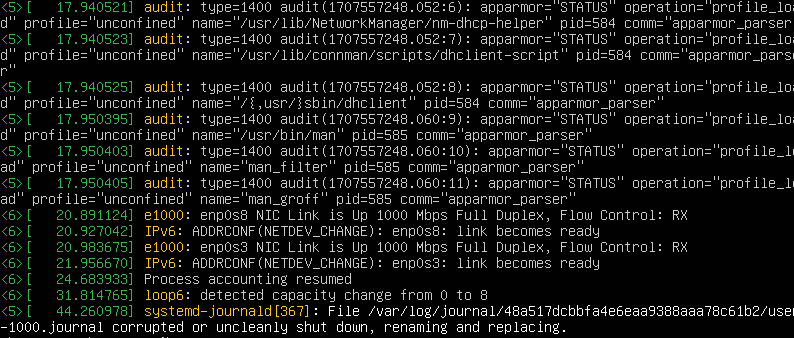 <5>[   17.940521] audit: type=1400 audit(1707557248.052:6): apparmor="STATUS" operation="profile_loa
d" profile="unconfined" name="/usr/lib/NetworkManager/nm-dhcp-helper" pid=584 comm="apparmor_parser
<5>[   17.940523] audit: type=1400 audit(1707557248.052:7): apparmor="STATUS" operation="profile_loa
d" profile="unconfined" name="/usr/lib/connman/scripts/dhclient-script" pid=584 comm="apparmor_parse
r"
<5>[   17.940525] audit: type=1400 audit(1707557248.052:8): apparmor="STATUS" operation="profile_loa
d" profile="unconfined" name="/{,usr/}sbin/dhclient" pid=584 comm="apparmor_parser"
<5>[   17.950395] audit: type=1400 audit(1707557248.060:9): apparmor="STATUS" operation="profile_loa
d" profile="unconfined" name="/usr/bin/man" pid=585 comm="apparmor_parser"
<5>[   17.950403] audit: type=1400 audit(1707557248.060:10): apparmor="STATUS" operation="profile_lo
ad" profile="unconfined" name="man_filter" pid=585 comm="apparmor_parser"
<5>[   17.950405] audit: type=1400 audit(1707557248.060:11): apparmor="STATUS" operation="profile_lo
ad" profile="unconfined" name="man_groff" pid=585 comm="apparmor_parser"
<6>[   20.891124] e1000: enp0s8 NIC Link is Up 1000 Mbps Full Duplex, Flow Control: RX
<6>[   20.927042] IPv6: ADDRCONF(NETDEV_CHANGE): enp0s8: link becomes ready
<6>[   20.983675] e1000: enp0s3 NIC Link is Up 1000 Mbps Full Duplex, Flow Control: RX
<6>[   21.956670] IPv6: ADDRCONF(NETDEV_CHANGE): enp0s3: link becomes ready
<6>[   24.683933] Process accounting resumed
<6>[   31.814765] loop6: detected capacity change from 0 to 8
<5>[   44.260978] systemd-journald[367]: File /var/log/journal/48a517dcbbfa4e6eaa9388aaa78c61b2/user
-1000.journal corrupted or uncleanly shut down, renaming and replacing.